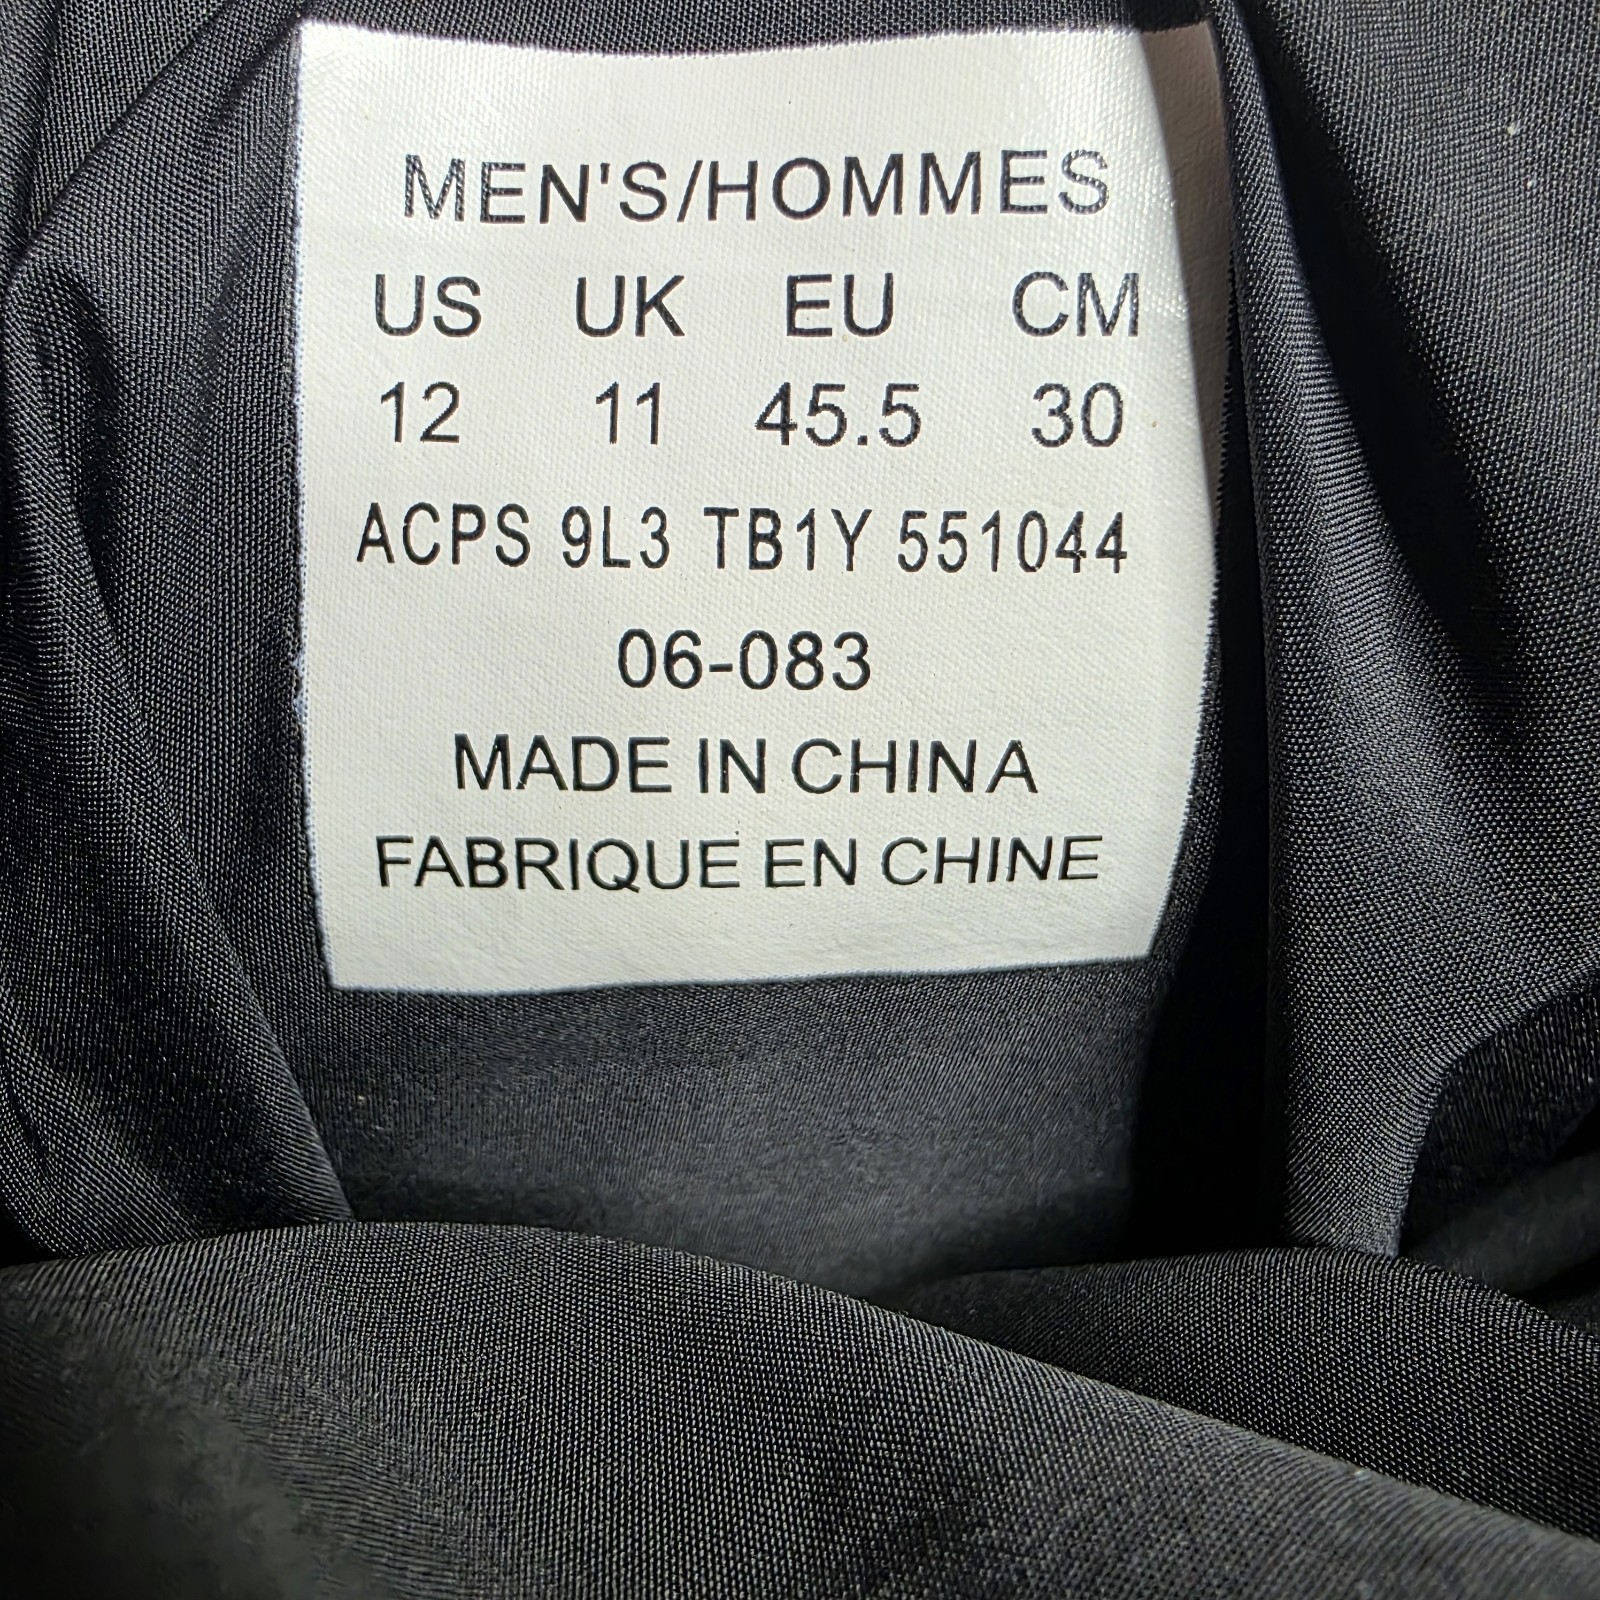 MEN'S/HOMMES
US UK EU CM
12 11 45.5 30
ACPS 9L3 TB1Y 551044
06-083
MADE IN CHINA
FABRIQUE EN CHINE